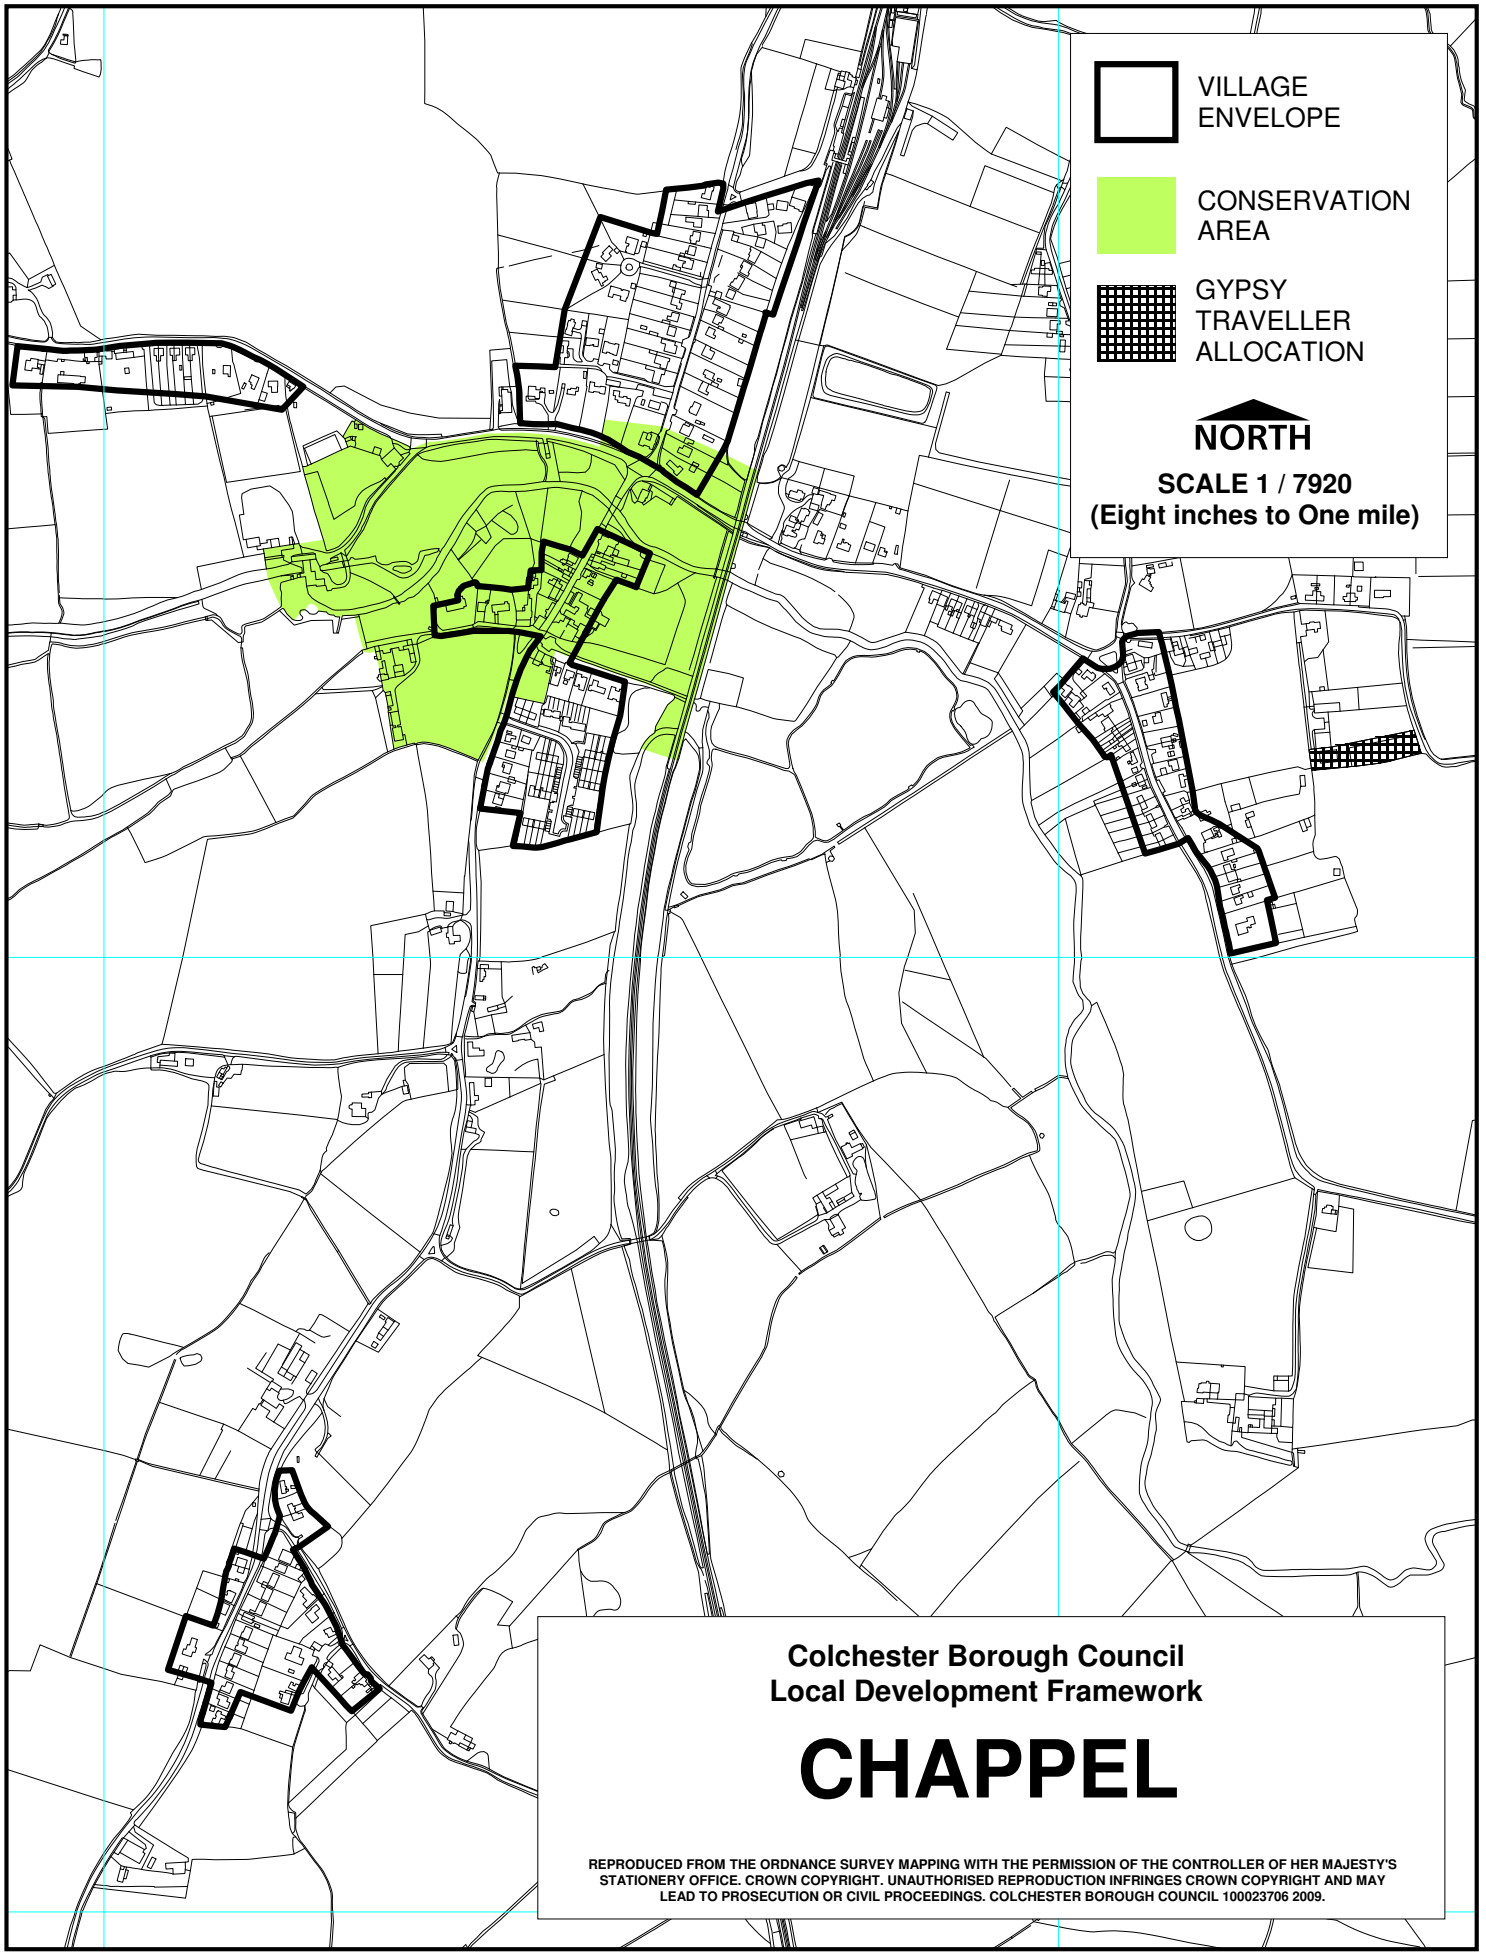 VILLAGE
ENVELOPE
CONSERVATION
AREA
GYPSY
TRAVELLER
ALLOCATION
NORTH
SCALE 1 / 7920
(Eight inches to One mile)
Colchester Borough Council
Local Development Framework
CHAPPEL
REPRODUCED FROM THE ORDNANCE SURVEY MAPPING WITH THE PERMISSION OF THE CONTROLLER OF HER MAJESTY'S
STATIONERY OFFICE. CROWN COPYRIGHT. UNAUTHORISED REPRODUCTION INFRINGES CROWN COPYRIGHT AND MAY
LEAD TO PROSECUTION OR CIVIL PROCEEDINGS. COLCHESTER BOROUGH COUNCIL 100023706 2009.